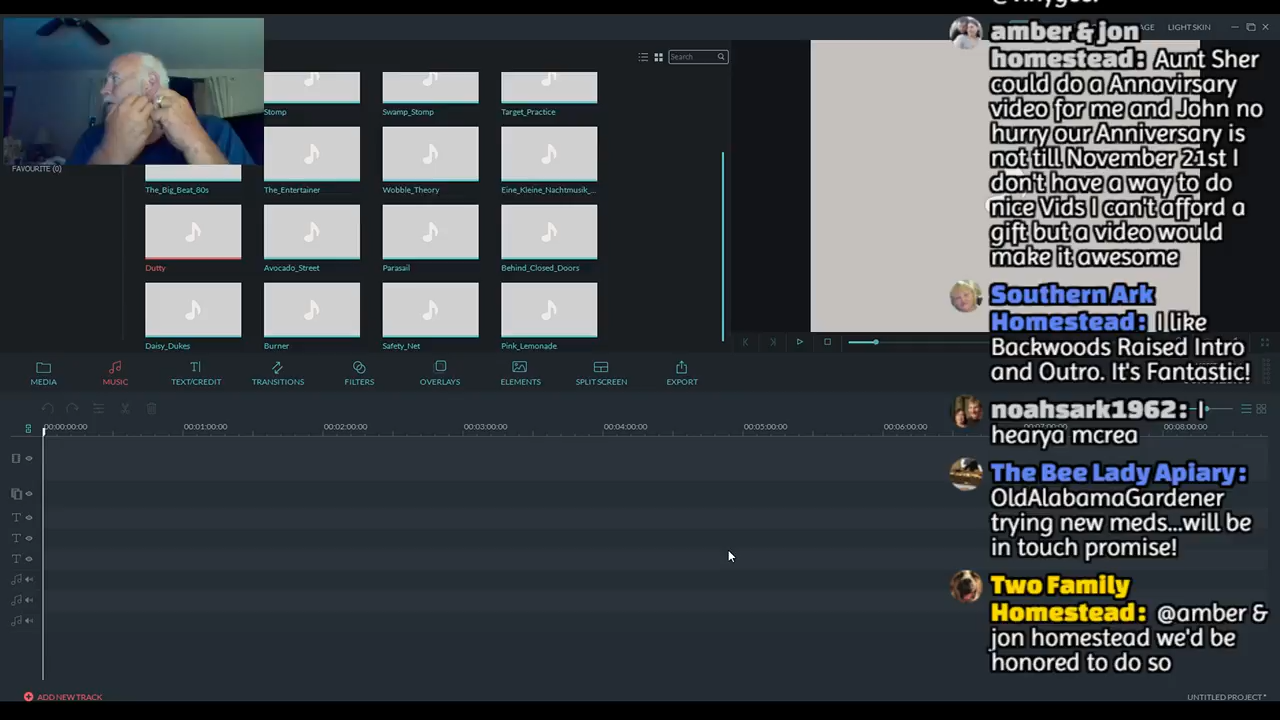 AGE
LIGHT SKIN
Search
FAVOURITE (0)
Stomp
Swamp_Stomp
Target_Practice
The_Big_Beat_80s
The_Entertainer
Wobble_Theory
Eine_Kleine_Nachtmusik_...
Dutty
Avocado_Street
Parasail
Behind_Closed_Doors
Daisy_Dukes
Burner
Safety_Net
Pink_Lemonade
MEDIA
MUSIC
TEXT/CREDIT
TRANSITIONS
FILTERS
OVERLAYS
ELEMENTS
SPLIT SCREEN
EXPORT
00:00:00:00
00:01:00:00
00:02:00:00
00:03:00:00
00:04:00:00
00:05:00:00
00:06:00:00
00:08:00:00
ADD NEW TRACK
UNTITLED PROJECT*
amber & jon
homestead: Aunt Sher
could do a Annavirsary
video for me and John no
hurry our Anniversary is
not till November 21st I
don't have a way to do
nice Vids I can't afford a
gift but a video would
make it awesome
Southern Ark
Homestead: I like
Backwoods Raised Intro
and Outro. It's Fantastic!
noahsark1962: I
hearya mcrea
The Bee Lady Apiary:
OldAlabamaGardener
trying new meds...will be
in touch promise!
Two Family
Homestead: @amber &
jon homestead we'd be
honored to do so